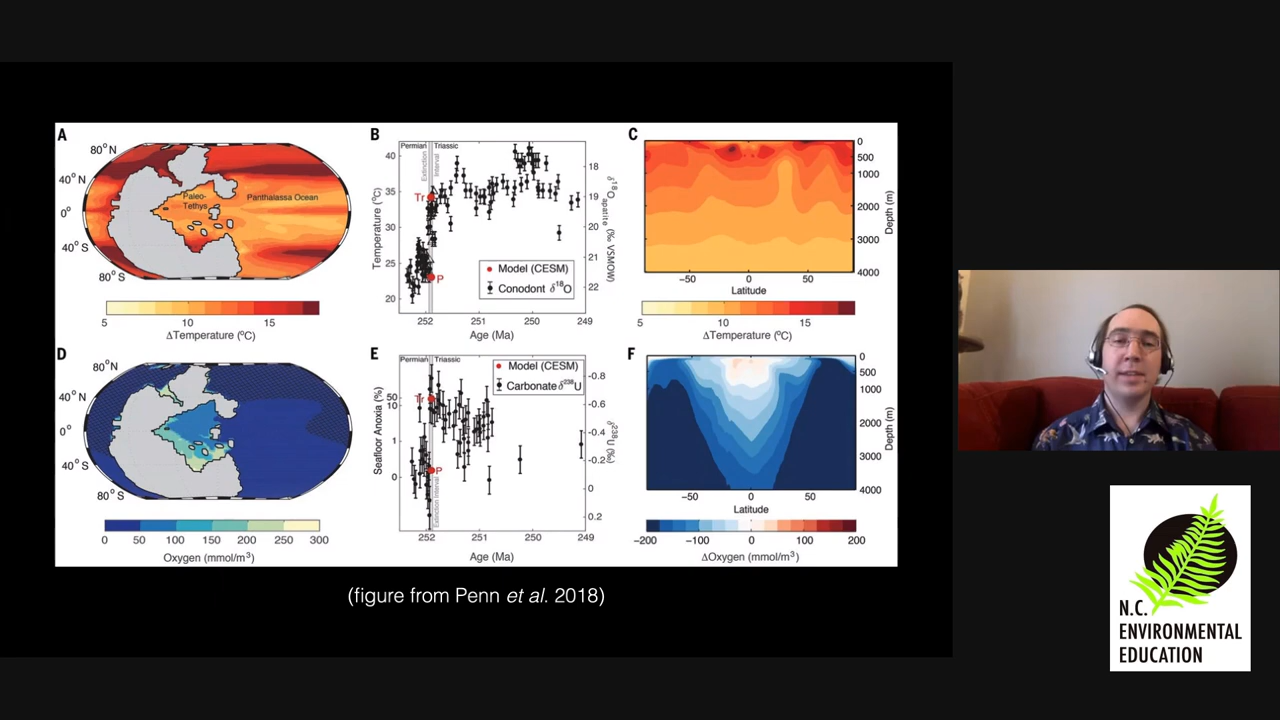 A
80° N
40° N
0°
40° S
80° S
Paleo-
Tethys
Panthalassa Ocean
5 10 15
ΔTemperature (°C)
B
Permian Triassic
Extinction
Interval
40
35
30
25
20
Temperature (°C)
Tr
P
Model (CESM)
Conodont δ¹⁸O
18
19
20
21
22
δ¹⁸O apatite (‰ VSMOW)
252 251 250 249
Age (Ma)
C
0
500
1000
2000
3000
4000
Depth (m)
−50 0 50
Latitude
5 10 15
ΔTemperature (°C)
D
80° N
40° N
0°
40° S
80° S
0 50 100 150 200 250 300
Oxygen (mmol/m³)
E
Permian Triassic
Model (CESM)
Carbonate δ²³⁸U
50
10
1
0
Seafloor Anoxia (%)
Tr
P
Extinction Interval
-0.8
-0.6
-0.4
-0.2
0
0.2
δ²³⁸U (‰)
252 251 250 249
Age (Ma)
F
0
500
1000
2000
3000
4000
Depth (m)
−50 0 50
Latitude
−200 −100 0 100 200
ΔOxygen (mmol/m³)
(figure from Penn et al. 2018)
N.C.
ENVIRONMENTAL
EDUCATION